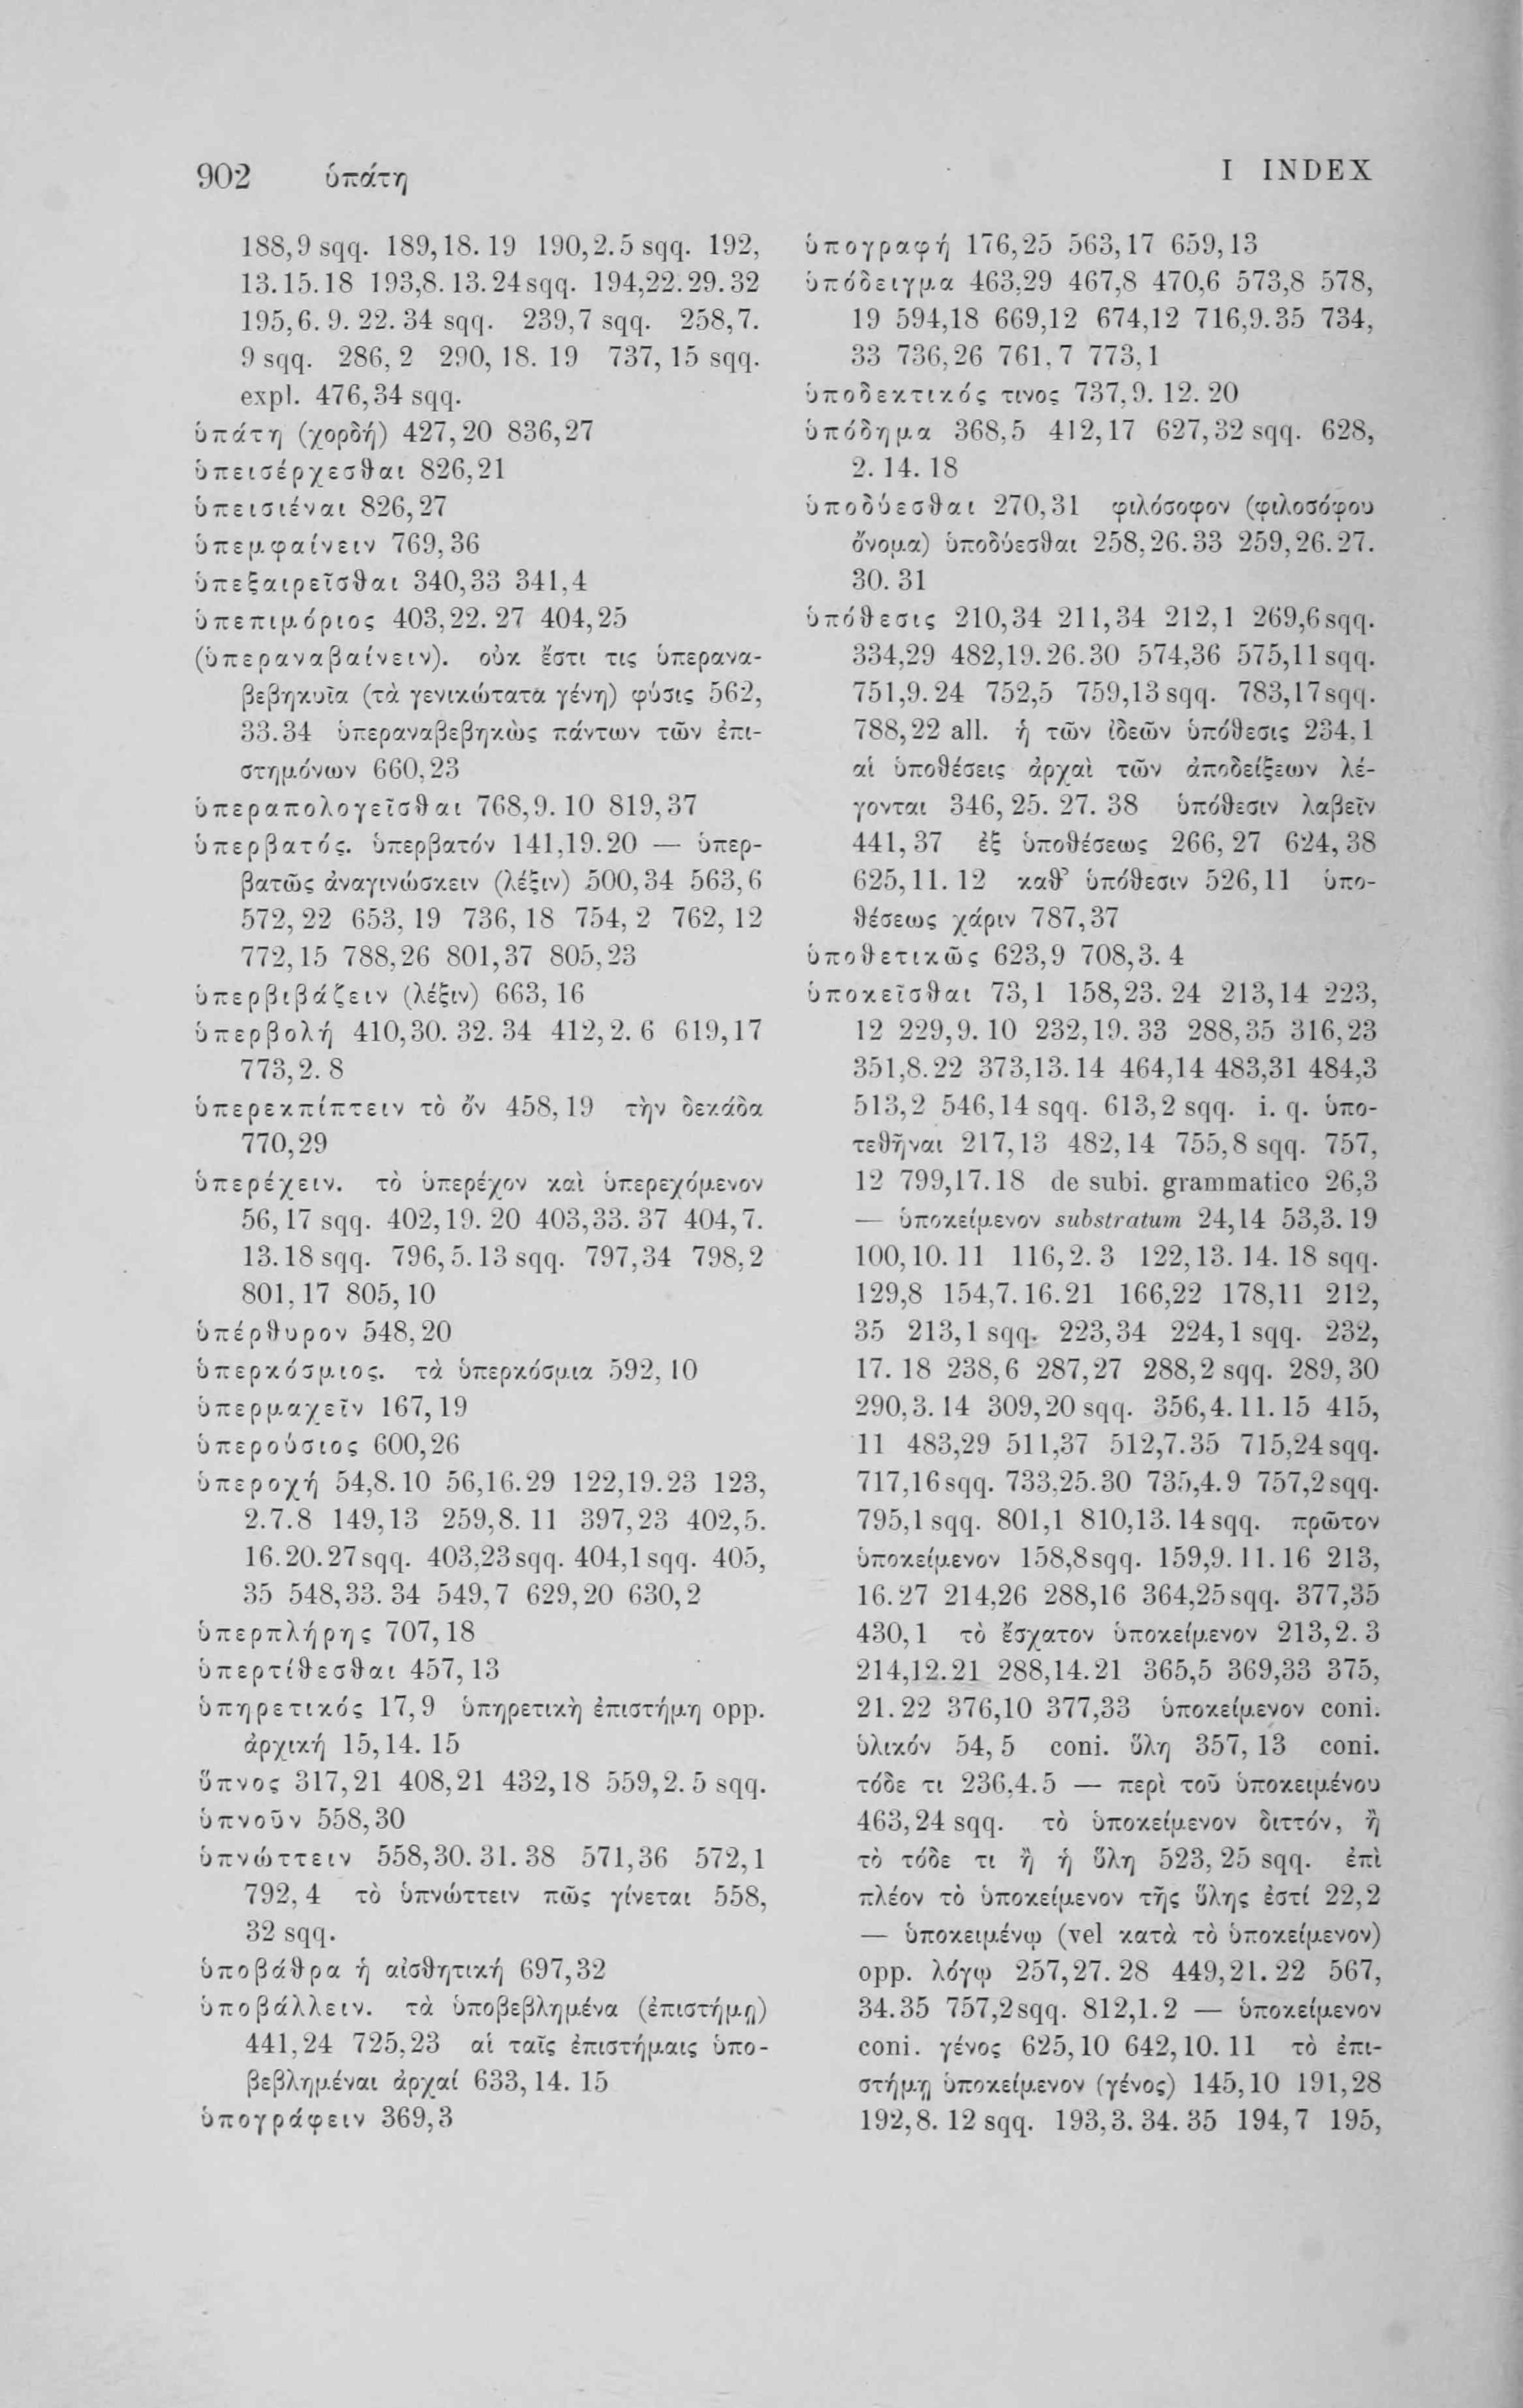 902 ὑπάτη
I INDEX
188,9 sqq. 189,18.19 190,2.5 sqq. 192,
13.15.18 193,8.13.24 sqq. 194,22.29.32
195,6.9.22.34 sqq. 239,7 sqq. 258,7.
9 sqq. 286,2 290,18.19 737,15 sqq.
expl. 476,34 sqq.
ὑπάτη (χορδή) 427,20 836,27
ὑπεισέρχεσθαι 826,21
ὑπεισιέναι 826,27
ὑπεμφαίνειν 769,36
ὑπεξαιρεῖσθαι 340,33 341,4
ὑπεπιμόριος 403,22.27 404,25
(ὑπεραναβαίνειν). οὐκ ἔστι τις ὑπερανα-
βεβηκυῖα (τὰ γενικώτατα γένη) φύσις 562,
33.34 ὑπεραναβεβηκὼς πάντων τῶν ἐπι-
στημόνων 660,23
ὑπεραπολογεῖσθαι 768,9.10 819,37
ὑπερβατός. ὑπερβατόν 141,19.20 — ὑπερ-
βατῶς ἀναγινώσκειν (λέξιν) 500,34 563,6
572,22 653,19 736,18 754,2 762,12
772,15 788,26 801,37 805,23
ὑπερβιβάζειν (λέξιν) 663,16
ὑπερβολή 410,30.32.34 412,2.6 619,17
773,2.8
ὑπερεκπίπτειν τὸ ὄν 458,19 τὴν δεκάδα
770,29
ὑπερέχειν. τὸ ὑπερέχον καὶ ὑπερεχόμενον
56,17 sqq. 402,19.20 403,33.37 404,7.
13.18 sqq. 796,5.13 sqq. 797,34 798,2
801,17 805,10
ὑπέρθυρον 548,20
ὑπερκόσμιος. τὰ ὑπερκόσμια 592,10
ὑπερμαχεῖν 167,19
ὑπερούσιος 600,26
ὑπεροχή 54,8.10 56,16.29 122,19.23 123,
2.7.8 149,13 259,8.11 397,23 402,5.
16.20.27 sqq. 403,23 sqq. 404,1 sqq. 405,
35 548,33.34 549,7 629,20 630,2
ὑπερπλήρης 707,18
ὑπερτίθεσθαι 457,13
ὑπηρετικός 17,9 ὑπηρετικὴ ἐπιστήμη opp.
ἀρχική 15,14.15
ὕπνος 317,21 408,21 432,18 559,2.5 sqq.
ὑπνοῦν 558,30
ὑπνώττειν 558,30.31.38 571,36 572,1
792,4 τὸ ὑπνώττειν πῶς γίνεται 558,
32 sqq.
ὑποβάθρα ἡ αἰσθητική 697,32
ὑποβάλλειν. τὰ ὑποβεβλημένα (ἐπιστήμῃ)
441,24 725,23 αἱ ταῖς ἐπιστήμαις ὑπο-
βεβλημέναι ἀρχαί 633,14.15
ὑπογράφειν 369,3
ὑπογραφή 176,25 563,17 659,13
ὑπόδειγμα 463,29 467,8 470,6 573,8 578,
19 594,18 669,12 674,12 716,9.35 734,
33 736,26 761,7 773,1
ὑποδεκτικός τινος 737,9.12.20
ὑπόδημα 368,5 412,17 627,32 sqq. 628,
2.14.18
ὑποδύεσθαι 270,31 φιλόσοφον (φιλοσόφου
ὄνομα) ὑποδύεσθαι 258,26.33 259,26.27.
30.31
ὑπόθεσις 210,34 211,34 212,1 269,6 sqq.
334,29 482,19.26.30 574,36 575,11 sqq.
751,9.24 752,5 759,13 sqq. 783,17 sqq.
788,22 all. ἡ τῶν ἰδεῶν ὑπόθεσις 234,1
αἱ ὑποθέσεις ἀρχαὶ τῶν ἀποδείξεων λέ-
γονται 346,25.27.38 ὑπόθεσιν λαβεῖν
441,37 ἐξ ὑποθέσεως 266,27 624,38
625,11.12 καθ᾽ ὑπόθεσιν 526,11 ὑπο-
θέσεως χάριν 787,37
ὑποθετικῶς 623,9 708,3.4
ὑποκεῖσθαι 73,1 158,23.24 213,14 223,
12 229,9.10 232,19.33 288,35 316,23
351,8.22 373,13.14 464,14 483,31 484,3
513,2 546,14 sqq. 613,2 sqq. i. q. ὑπο-
τεθῆναι 217,13 482,14 755,8 sqq. 757,
12 799,17.18 de subi. grammatico 26,3
— ὑποκείμενον substratum 24,14 53,3.19
100,10.11 116,2.3 122,13.14.18 sqq.
129,8 154,7.16.21 166,22 178,11 212,
35 213,1 sqq. 223,34 224,1 sqq. 232,
17.18 238,6 287,27 288,2 sqq. 289,30
290,3.14 309,20 sqq. 356,4.11.15 415,
11 483,29 511,37 512,7.35 715,24 sqq.
717,16 sqq. 733,25.30 735,4.9 757,2 sqq.
795,1 sqq. 801,1 810,13.14 sqq. πρῶτον
ὑποκείμενον 158,8 sqq. 159,9.11.16 213,
16.27 214,26 288,16 364,25 sqq. 377,35
430,1 τὸ ἔσχατον ὑποκείμενον 213,2.3
214,12.21 288,14.21 365,5 369,33 375,
21.22 376,10 377,33 ὑποκείμενον coni.
ὑλικόν 54,5 coni. ὕλη 357,13 coni.
τόδε τι 236,4.5 — περὶ τοῦ ὑποκειμένου
463,24 sqq. τὸ ὑποκείμενον διττόν, ἢ
τὸ τόδε τι ἢ ἡ ὕλη 523,25 sqq. ἐπὶ
πλέον τὸ ὑποκείμενον τῆς ὕλης ἐστί 22,2
— ὑποκειμένῳ (vel κατὰ τὸ ὑποκείμενον)
opp. λόγῳ 257,27.28 449,21.22 567,
34.35 757,2 sqq. 812,1.2 — ὑποκείμενον
coni. γένος 625,10 642,10.11 τὸ ἐπι-
στήμῃ ὑποκείμενον (γένος) 145,10 191,28
192,8.12 sqq. 193,3.34.35 194,7 195,